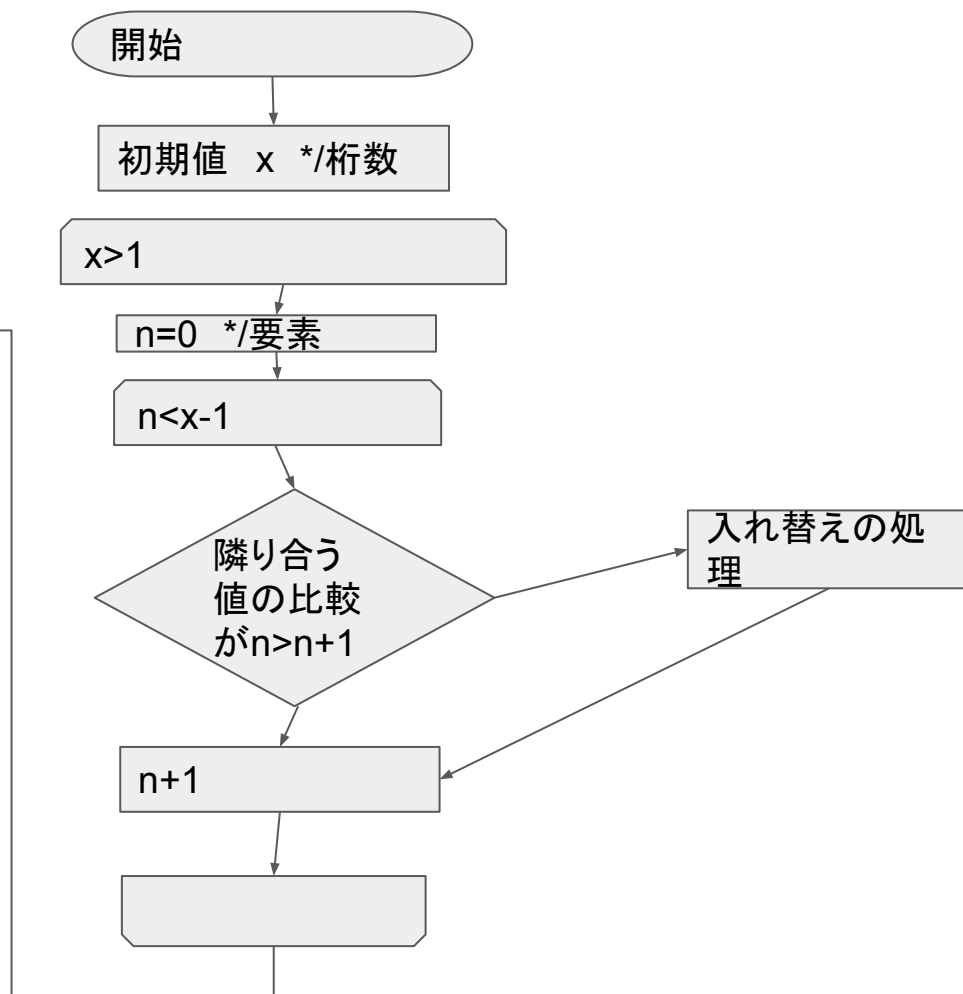 開始
初期値　x　*/桁数
x>1
n=0　*/要素
n<x-1
隣り合う
値の比較
がn>n+1
入れ替えの処
理
n+1